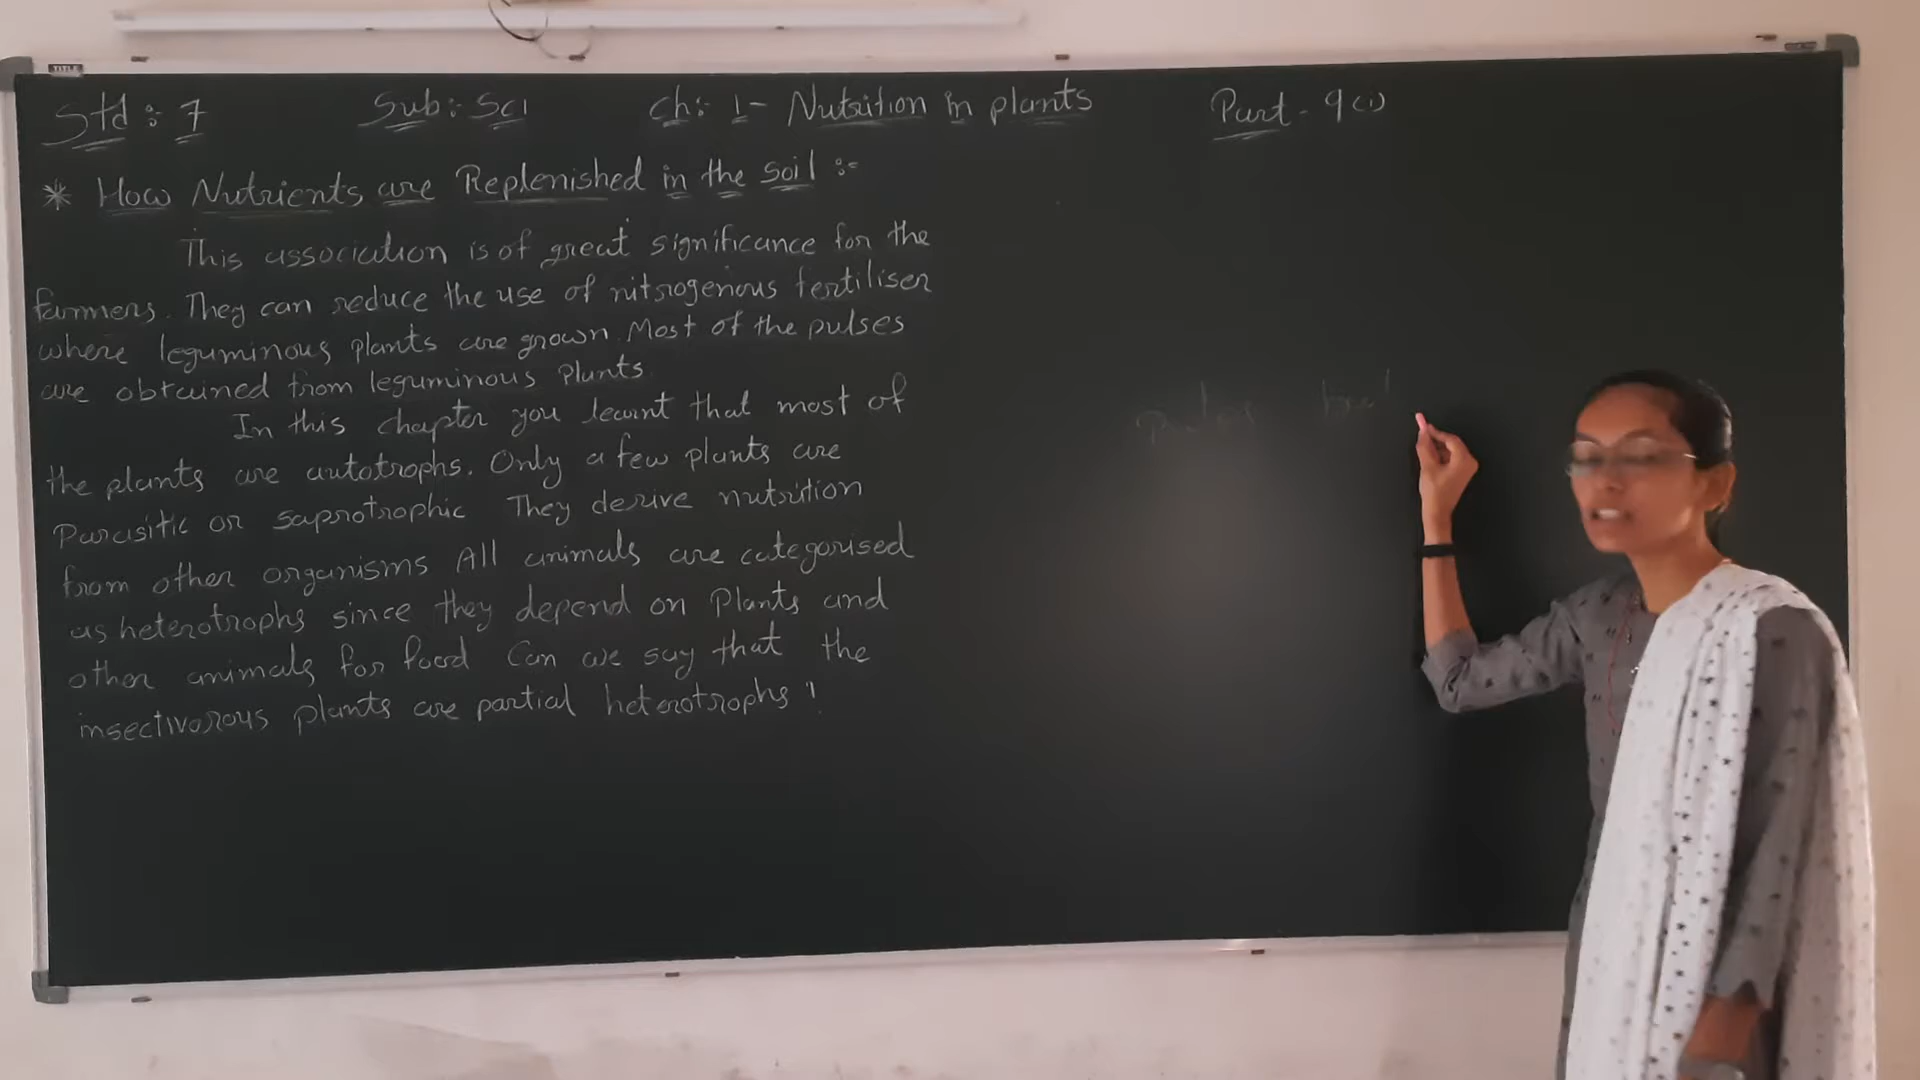 Std : 7 Sub:- Sci Ch:- 1- Nutrition in plants Part - 9(i)
* How Nutrients are Replenished in the soil :-
This association is of great significance for the
farmers. They can reduce the use of nitrogenous fertiliser
where leguminous plants are grown. Most of the pulses
are obtained from leguminous plants
In this chapter you learnt that most of
the plants are autotrophs. Only a few plants are
Parasitic or saprotrophic They derive nutrition
from other organisms All animals are categorised
as heterotrophs since they depend on Plants and
other animals for food Can we say that the
insectivorous plants are partial heterotrophs ?
TITLE